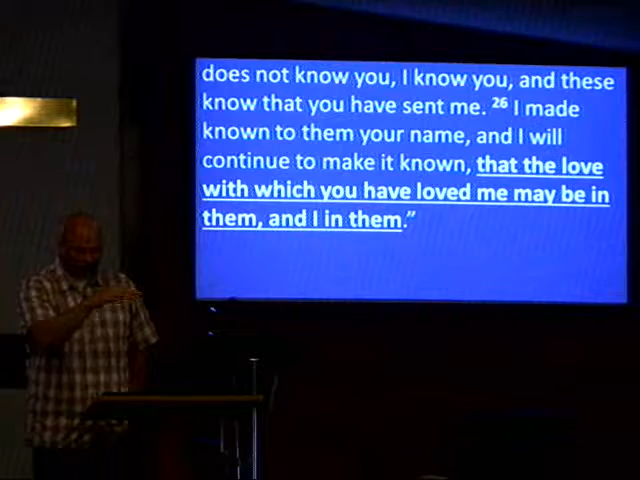 does not know you, I know you, and these
know that you have sent me. 26 I made
known to them your name, and I will
continue to make it known, that the love
with which you have loved me may be in
them, and I in them.”